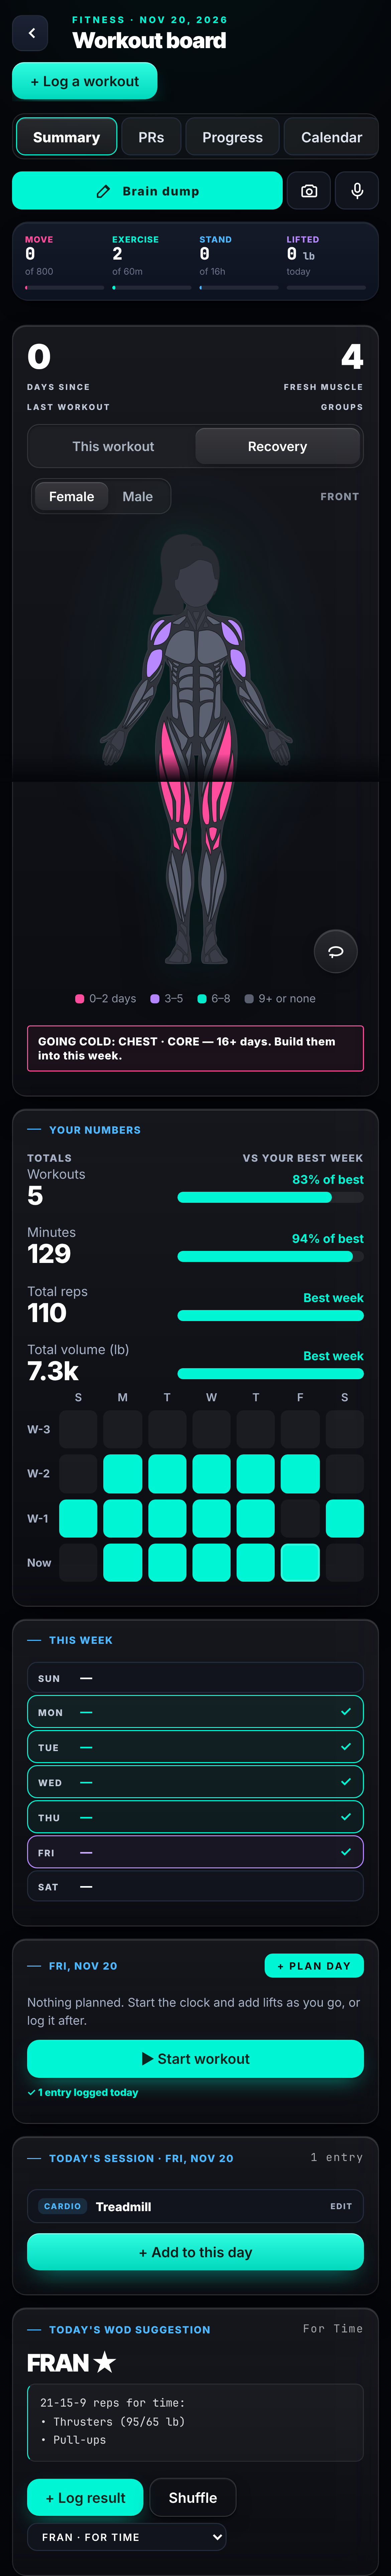 FITNESS · NOV 20, 2026
Workout board
+ Log a workout
Summary
PRs
Progress
Calendar
Brain dump
MOVE
0
of 800
EXERCISE
2
of 60m
STAND
0
of 16h
LIFTED
0 lb
today
0
DAYS SINCE
LAST WORKOUT
4
FRESH MUSCLE
GROUPS
This workout
Recovery
Female
Male
FRONT
0–2 days
3–5
6–8
9+ or none
GOING COLD: CHEST · CORE — 16+ days. Build them
into this week.
YOUR NUMBERS
TOTALS
VS YOUR BEST WEEK
Workouts
5
83% of best
Minutes
129
94% of best
Total reps
110
Best week
Total volume (lb)
7.3k
Best week
S M T W T F S
W-3
W-2
W-1
Now
THIS WEEK
SUN —
MON — ✓
TUE — ✓
WED — ✓
THU — ✓
FRI — ✓
SAT —
FRI, NOV 20
+ PLAN DAY
Nothing planned. Start the clock and add lifts as you go, or
log it after.
▶ Start workout
✓ 1 entry logged today
TODAY'S SESSION · FRI, NOV 20
1 entry
CARDIO
Treadmill
EDIT
+ Add to this day
TODAY'S WOD SUGGESTION
For Time
FRAN ★
21-15-9 reps for time:
• Thrusters (95/65 lb)
• Pull-ups
+ Log result
Shuffle
FRAN · FOR TIME